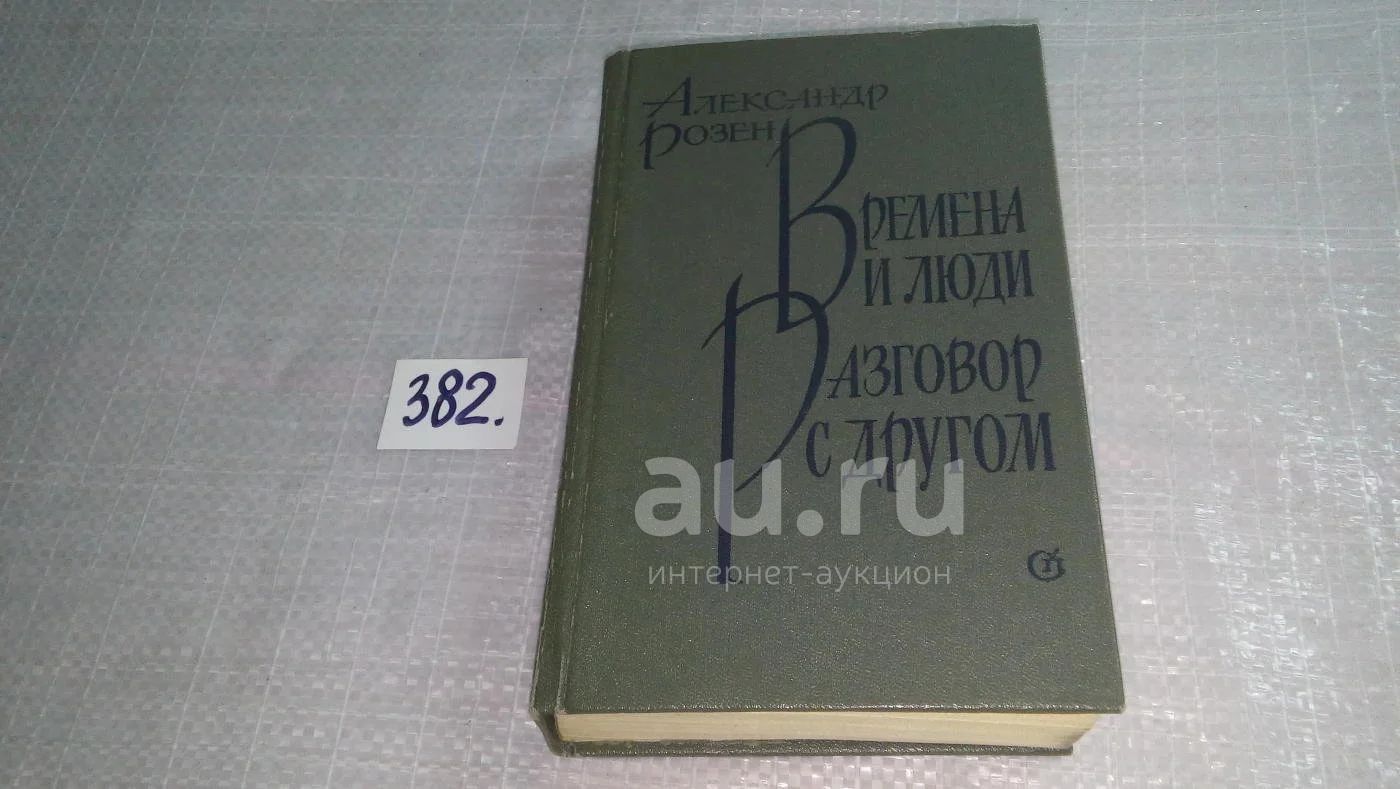 Александр
Розен
Времена
и люди
Разговор
с другом
382.
au.ru
интернет-аукцион